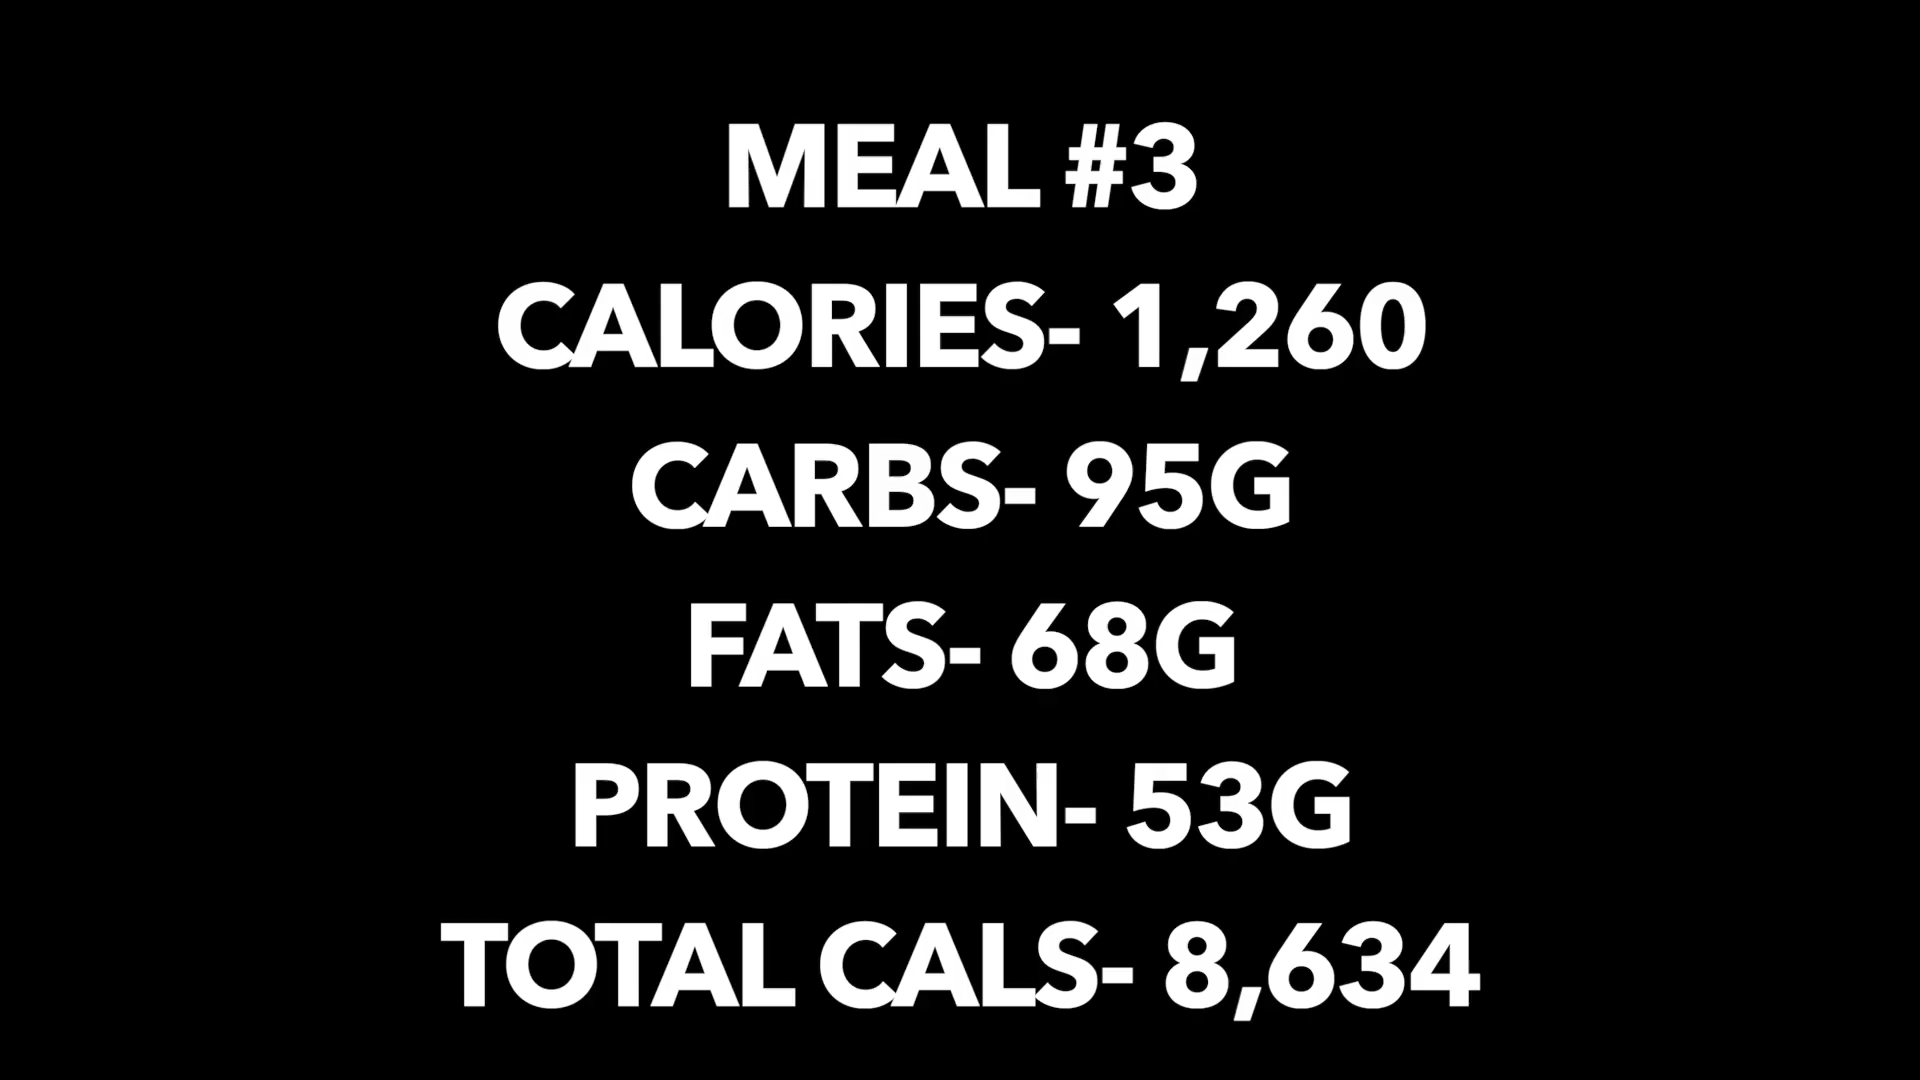 MEAL #3
CALORIES- 1,260
CARBS- 95G
FATS- 68G
PROTEIN- 53G
TOTAL CALS- 8,634